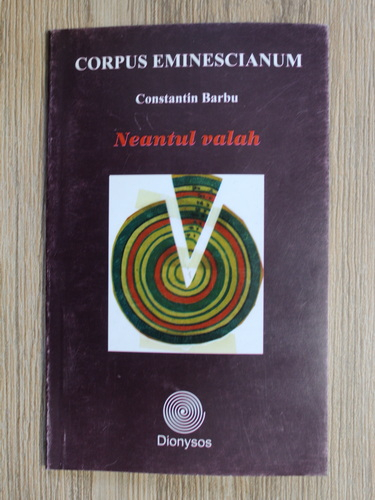 CORPUS EMINESCIANUM
Constantin Barbu
Neantul valah
V
Dionysos